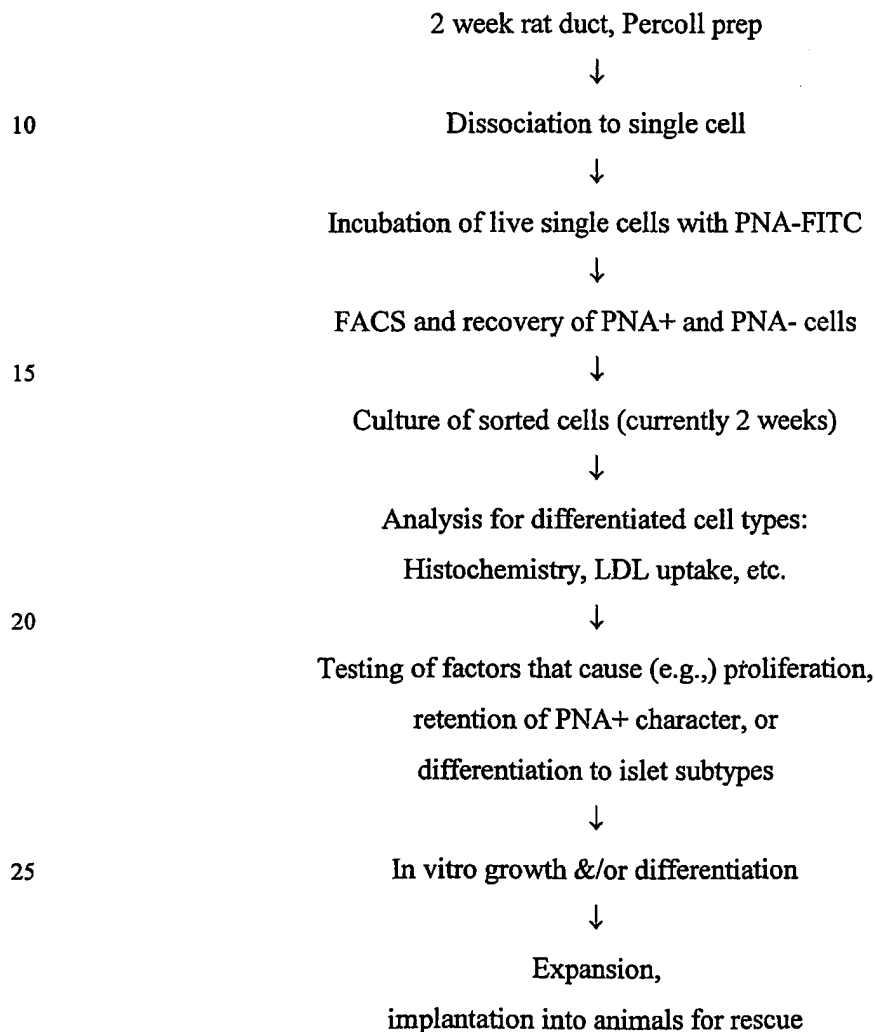 2 week rat duct, Percoll prep
↓
10 Dissociation to single cell
↓
Incubation of live single cells with PNA-FITC
↓
FACS and recovery of PNA+ and PNA- cells
15 ↓
Culture of sorted cells (currently 2 weeks)
↓
Analysis for differentiated cell types:
Histochemistry, LDL uptake, etc.
20 ↓
Testing of factors that cause (e.g.,) proliferation,
retention of PNA+ character, or
differentiation to islet subtypes
↓
25 In vitro growth &/or differentiation
↓
Expansion,
implantation into animals for rescue